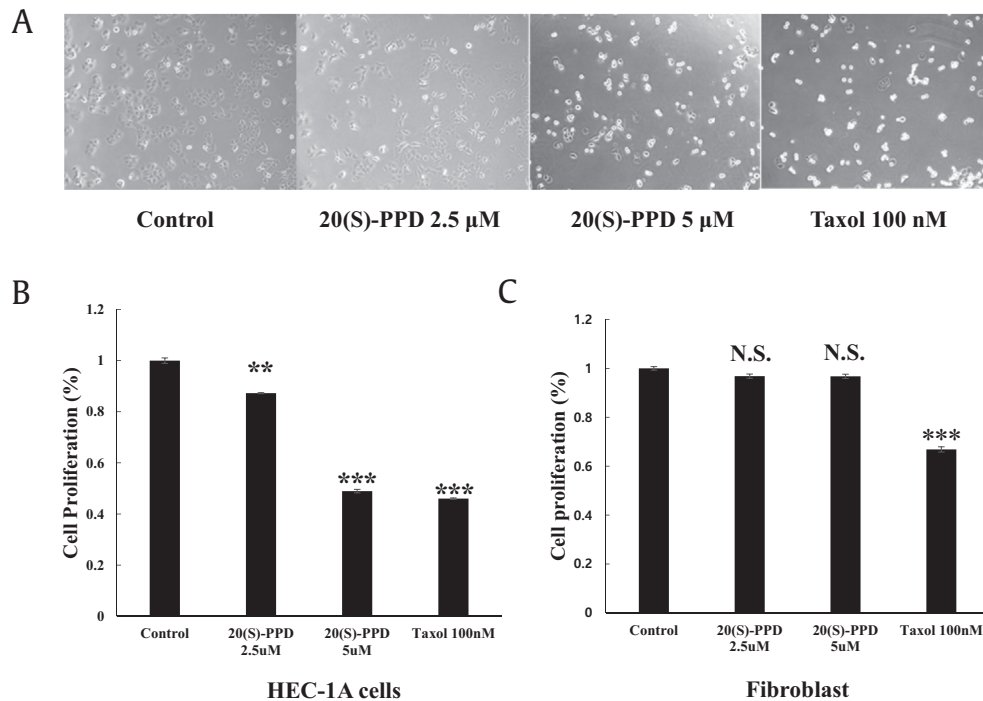 A
Control 20(S)-PPD 2.5 μM 20(S)-PPD 5 μM Taxol 100 nM
B
Cell Proliferation (%)
1.2
1
0.8
0.6
0.4
0.2
0
**
***
***
Control 20(S)-PPD 20(S)-PPD Taxol 100nM
2.5uM 5uM
HEC-1A cells
C
Cell proliferation (%)
1.2
1
0.8
0.6
0.4
0.2
0
N.S.
N.S.
***
Control 20(S)-PPD 20(S)-PPD Taxol 100nM
2.5uM 5uM
Fibroblast